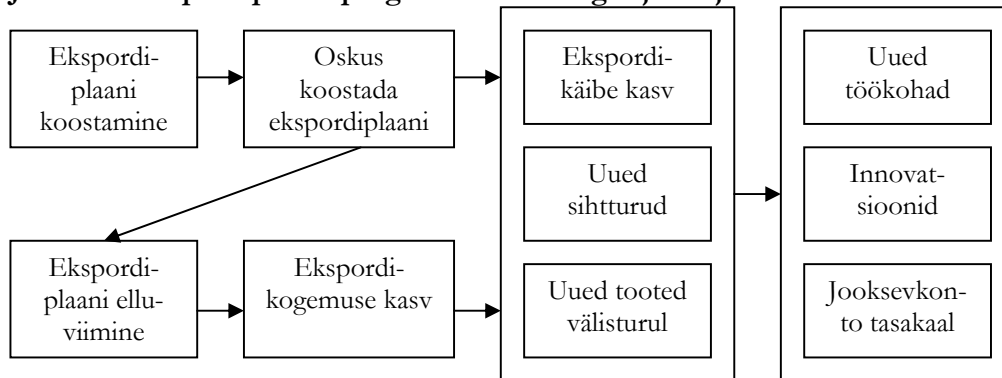 Ekspordi-
plaani
koostamine
Oskus
koostada
ekspordiplaani
Ekspordi-
käibe kasv
Uued
töökohad
Uued
sihtturud
Innovat-
sioonid
Ekspordi-
plaani ellu-
viimine
Ekspordi-
kogemuse kasv
Uued tooted
välisturul
Jooksevkon-
to tasakaal